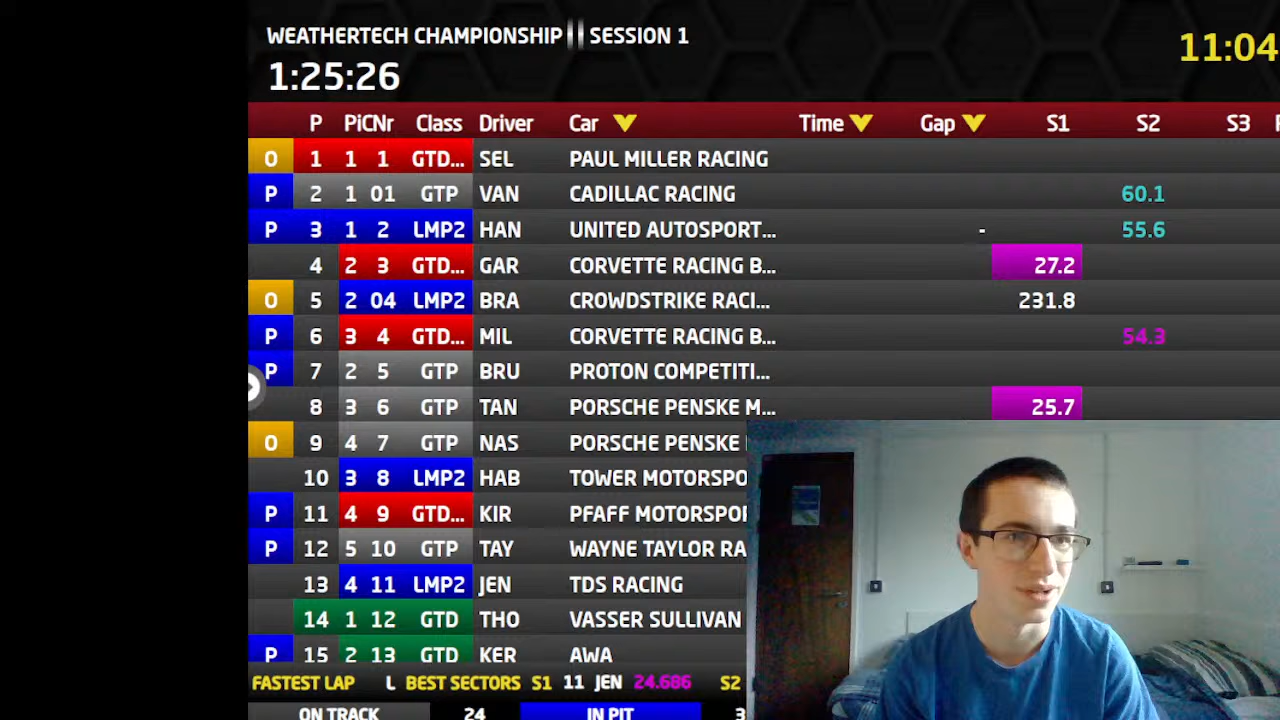 WEATHERTECH CHAMPIONSHIP || SESSION 1
11:04
1:25:26
P PiC Nr Class Driver Car Time Gap S1 S2 S3
O 1 1 1 GTD... SEL PAUL MILLER RACING
P 2 1 01 GTP VAN CADILLAC RACING 60.1
P 3 1 2 LMP2 HAN UNITED AUTOSPORT... - 55.6
4 2 3 GTD... GAR CORVETTE RACING B... 27.2
O 5 2 04 LMP2 BRA CROWDSTRIKE RACI... 231.8
P 6 3 4 GTD... MIL CORVETTE RACING B... 54.3
P 7 2 5 GTP BRU PROTON COMPETITI...
8 3 6 GTP TAN PORSCHE PENSKE M... 25.7
O 9 4 7 GTP NAS PORSCHE PENSKE
10 3 8 LMP2 HAB TOWER MOTORSPO
P 11 4 9 GTD... KIR PFAFF MOTORSPOR
P 12 5 10 GTP TAY WAYNE TAYLOR RA
13 4 11 LMP2 JEN TDS RACING
14 1 12 GTD THO VASSER SULLIVAN
P 15 2 13 GTD KER AWA
FASTEST LAP L BEST SECTORS S1 11 JEN 24.686 S2
ON TRACK 24 IN PIT 3